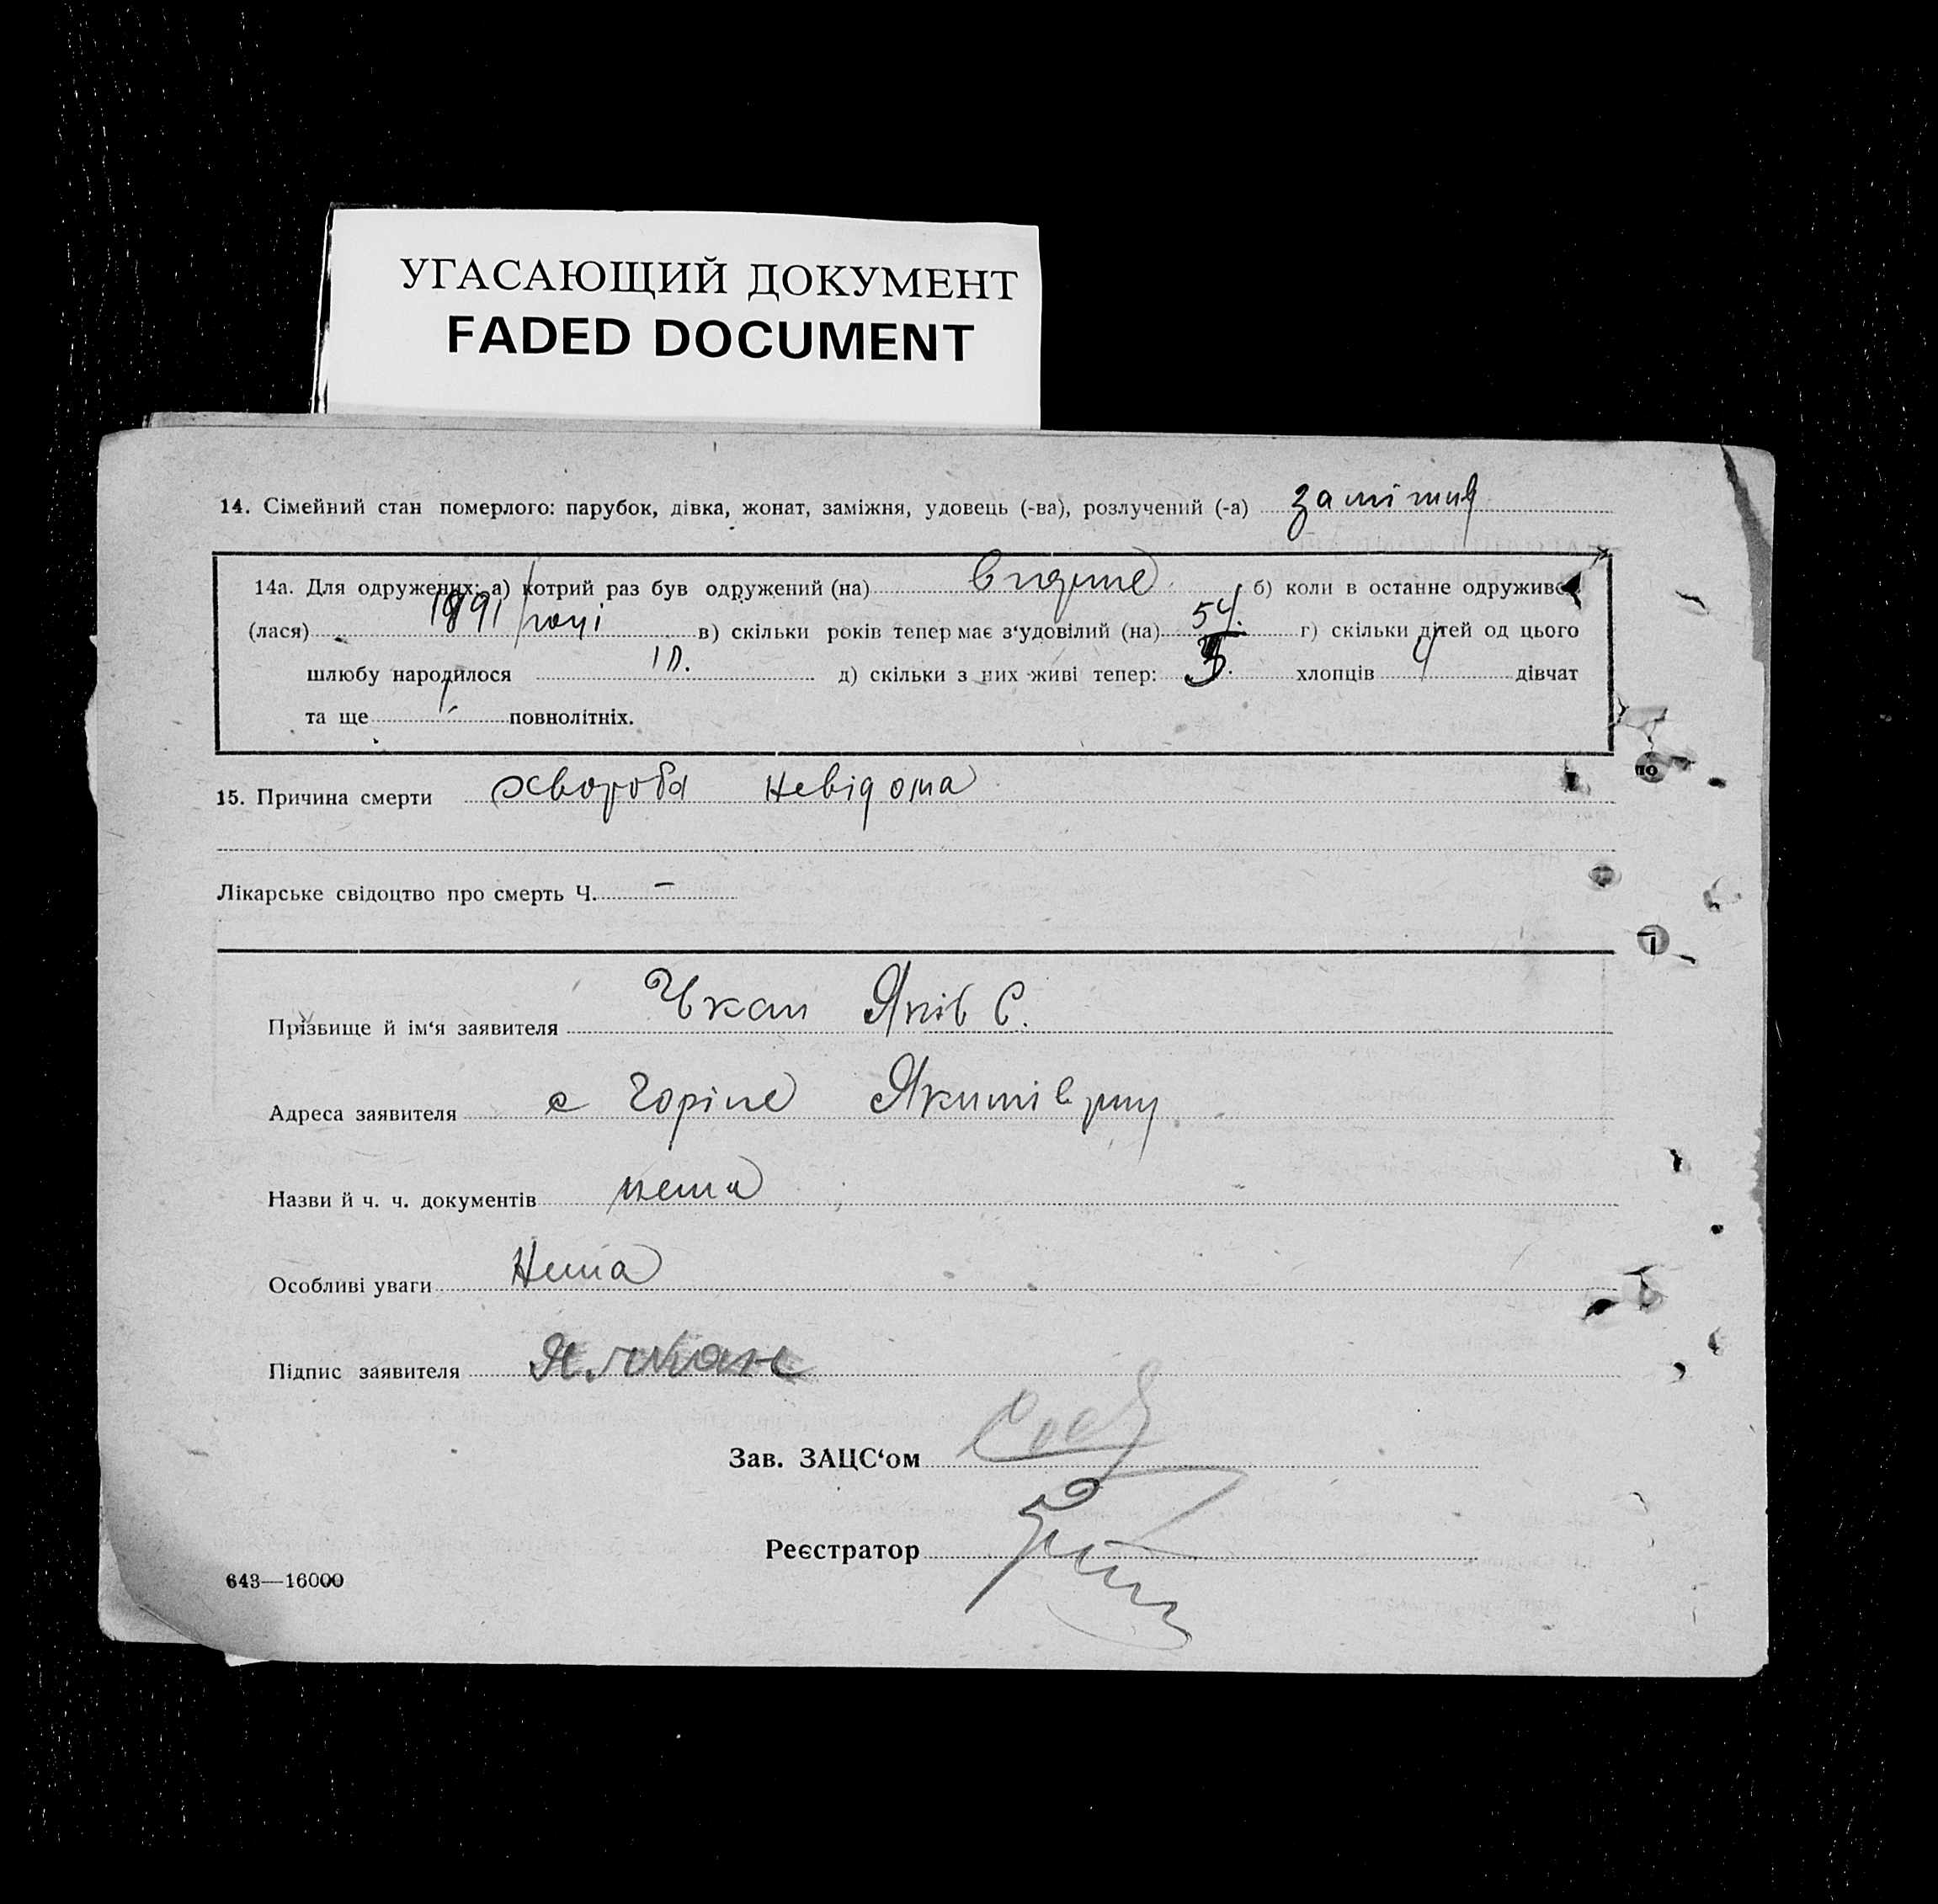 УГАСАЮЩИЙ ДОКУМЕНТ
FADED DOCUMENT
14. Сімейний стан померлого: парубок, дівка, жонат, заміжня, удовець (-ва), розлучений (-а)
14а. Для одружених: а) котрий раз був одружений (на) вперше б) коли в останне одруживс
(лася) 1891 році в) скільки років тепер має з‘удовілий (на) 54. г) скільки дітей од цього
шлюбу народилося 10. д) скільки з них живі тепер: хлопців 4 дівчат
та ще повнолітніх.
15. Причина смерти хвороба невідома
Лікарське свідоцтво про смерть Ч. –
Прізвище й ім‘я заявителя Чкан Яків С.
Адреса заявителя с Горіле
Назви й ч. ч. документів нема
Особливі уваги Нема
Підпис заявителя
Зав. ЗАЦС‘ом
Реєстратор
643—16000